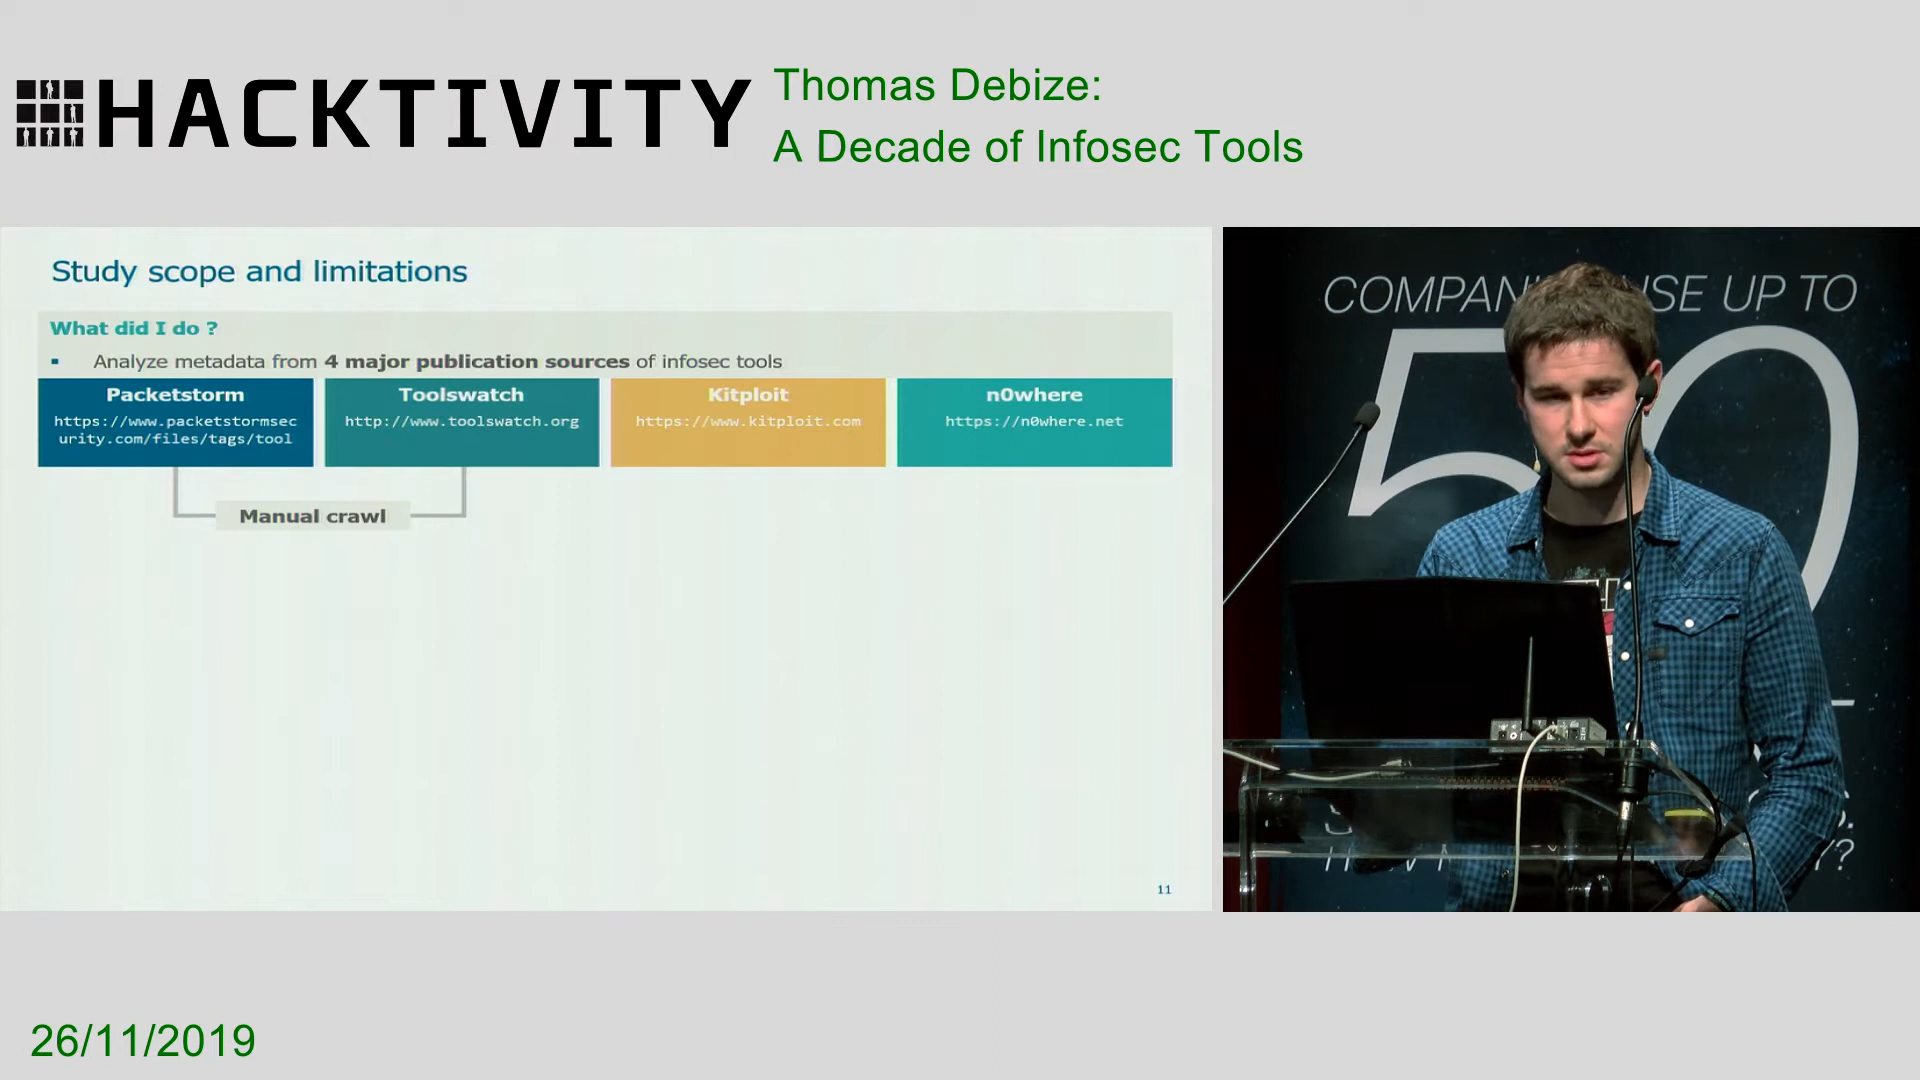 HACKTIVITY
Thomas Debize:
A Decade of Infosec Tools
Study scope and limitations
What did I do ?
▪ Analyze metadata from 4 major publication sources of infosec tools
Packetstorm
https://www.packetstormsec
urity.com/files/tags/tool
Toolswatch
http://www.toolswatch.org
Kitploit
https://www.kitploit.com
n0where
https://n0where.net
Manual crawl
11
UP TO
26/11/2019